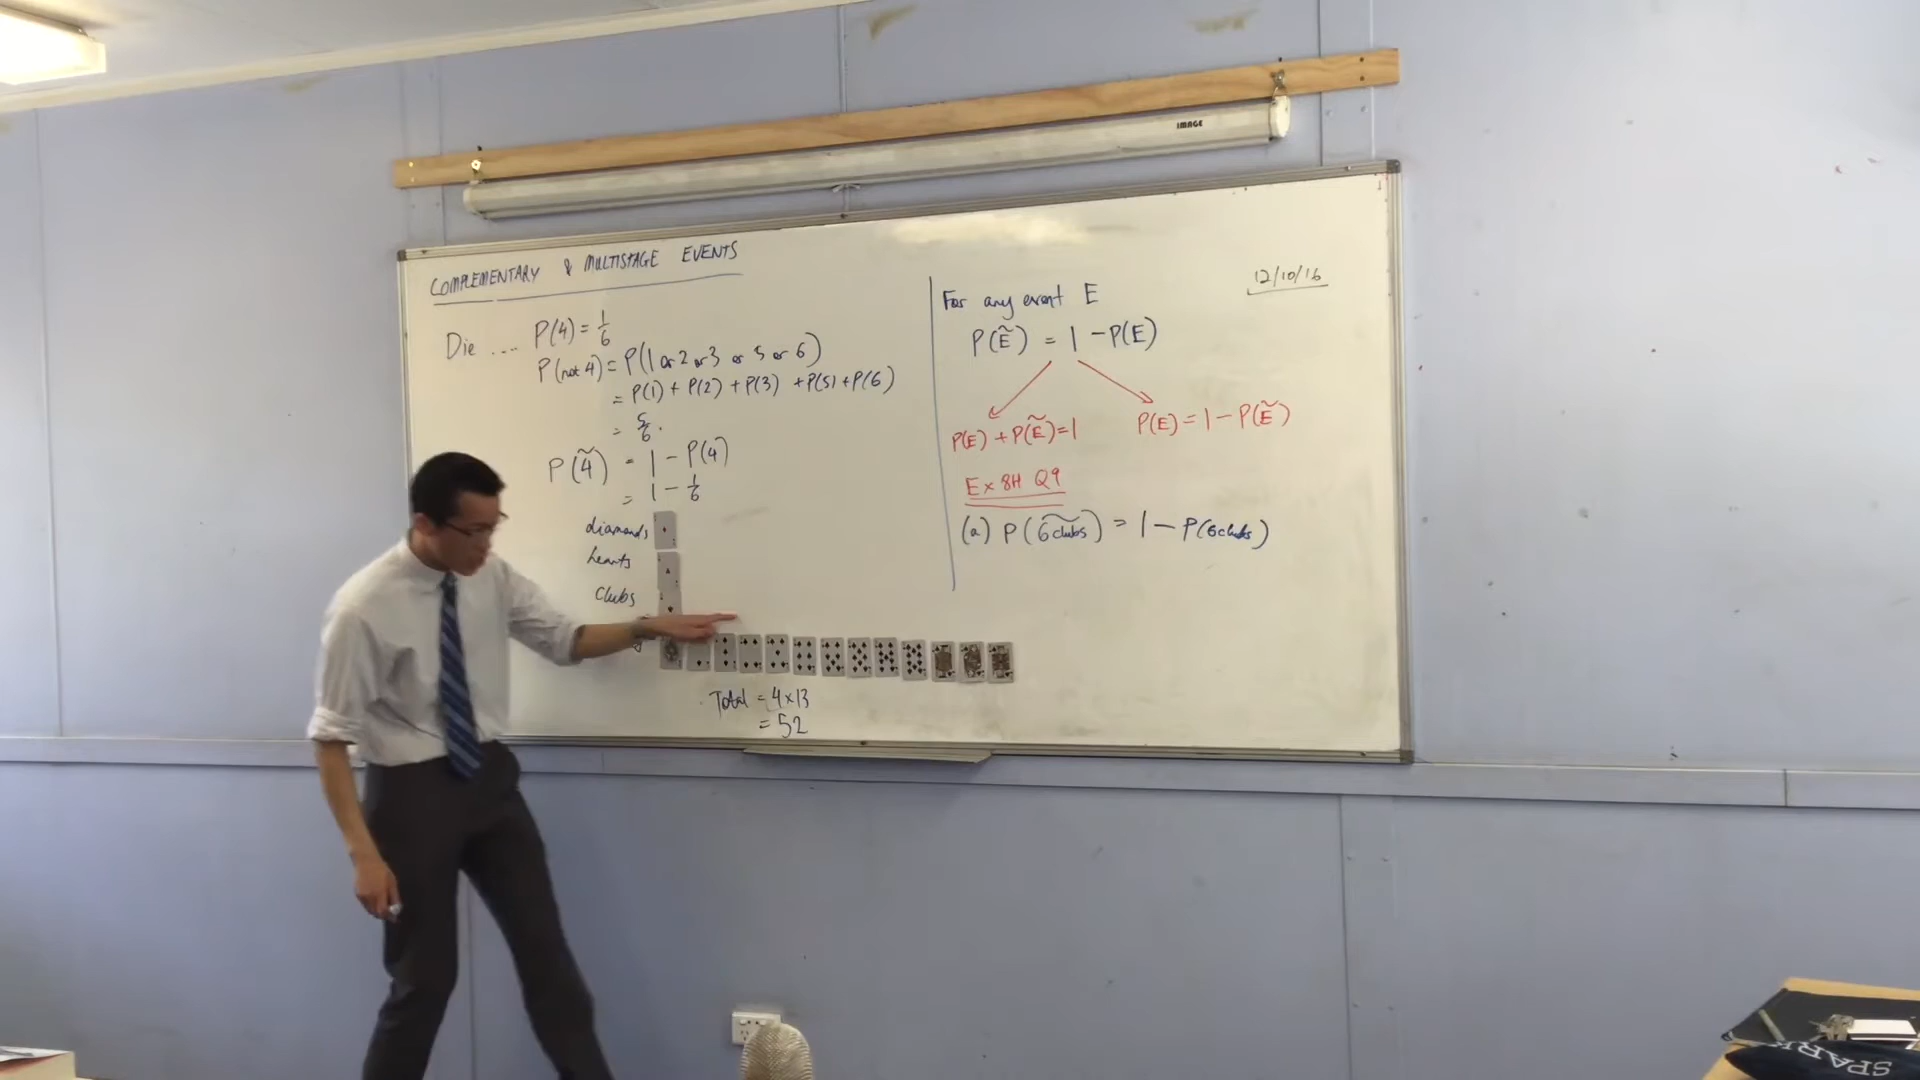 IMAGE
COMPLEMENTARY & MULTISTAGE EVENTS
Die .... P(4) = 1/6
P(not 4) = P(1 or 2 or 3 or 5 or 6)
= P(1) + P(2) + P(3) + P(5) + P(6)
= 5/6.
P(4̃) = 1 - P(4)
= 1 - 1/6
diamonds
hearts
clubs
Total = 4×13
= 52
12/10/16
For any event E
P(Ẽ) = 1 - P(E)
P(E) + P(Ẽ) = 1
P(E) = 1 - P(Ẽ)
Ex 8H Q9
(a) P(6 clubs) = 1 - P(6 clubs)
SPAR